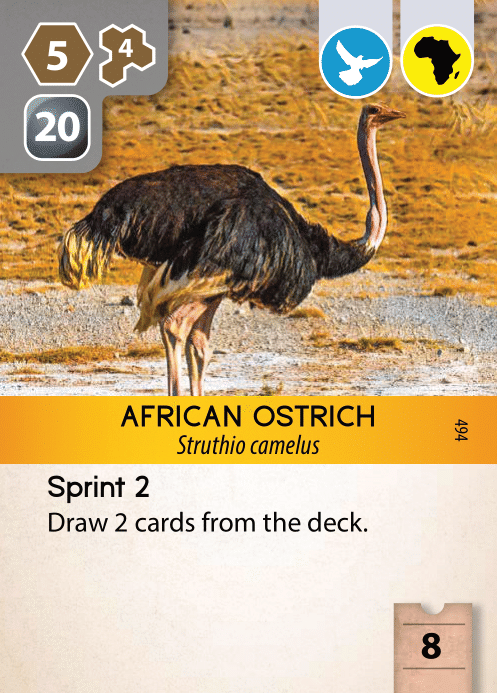 5
4
20
AFRICAN OSTRICH
Struthio camelus
494
Sprint 2
Draw 2 cards from the deck.
8